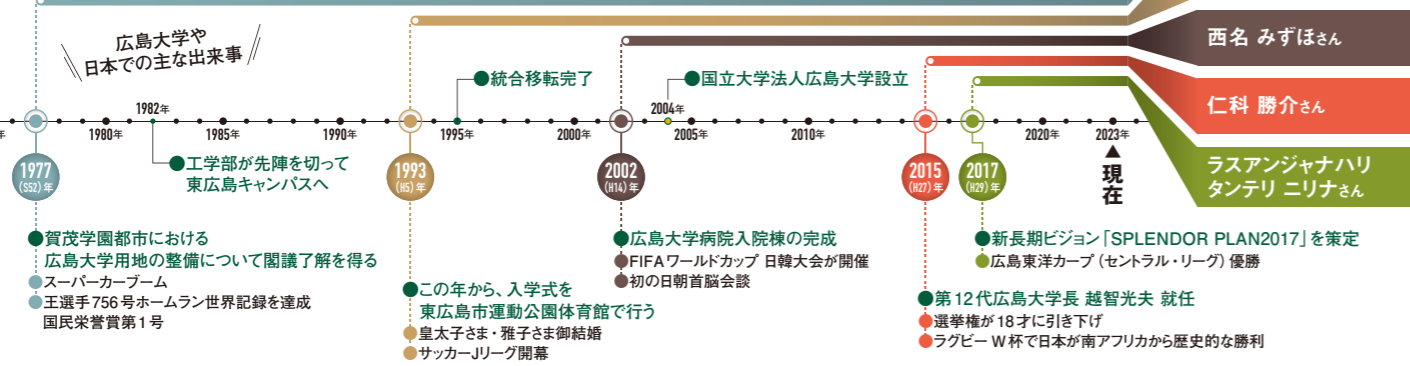 広島大学や
日本での主な出来事
西名 みずほさん
仁科 勝介さん
ラスアンジャナハリ
タンテリ ニリナさん
統合移転完了
国立大学法人広島大学設立
1982年
2004年
年
1980年
1985年
1990年
1995年
2000年
2005年
2010年
2020年
2023年
▲
現在
工学部が先陣を切って
東広島キャンパスへ
1977
(S52)年
1993
(H5)年
2002
(H14)年
2015
(H27)年
2017
(H29)年
賀茂学園都市における
広島大学用地の整備について閣議了解を得る
スーパーカーブーム
王選手756号ホームラン世界記録を達成
国民栄誉賞第1号
この年から、入学式を
東広島市運動公園体育館で行う
皇太子さま・雅子さま御結婚
サッカーJリーグ開幕
広島大学病院入院棟の完成
FIFAワールドカップ 日韓大会が開催
初の日朝首脳会談
第12代広島大学長 越智光夫 就任
選挙権が18才に引き下げ
ラグビーW杯で日本が南アフリカから歴史的な勝利
新長期ビジョン「SPLENDOR PLAN2017」を策定
広島東洋カープ（セントラル・リーグ）優勝